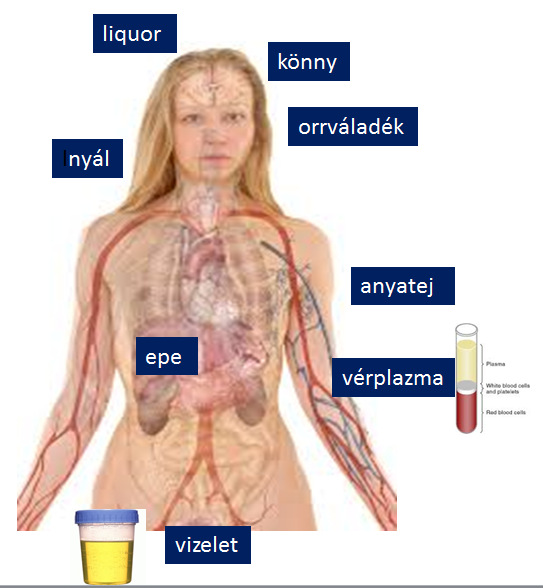 liquor
könny
orrváladék
nyál
anyatej
epe
vérplazma
Plasma
White blood cells
and platelets
Red blood cells
vizelet